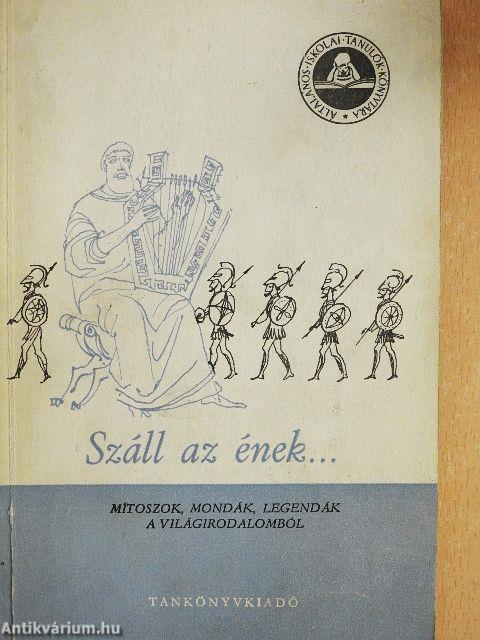 ÁLTALÁNOS · ISKOLAI · TANULÓK · KÖNYVTÁRA ★
Száll az ének...
MÍTOSZOK, MONDÁK, LEGENDÁK
A VILÁGIRODALOMBÓL
TANKÖNYVKIADÓ
Antikvárium.hu